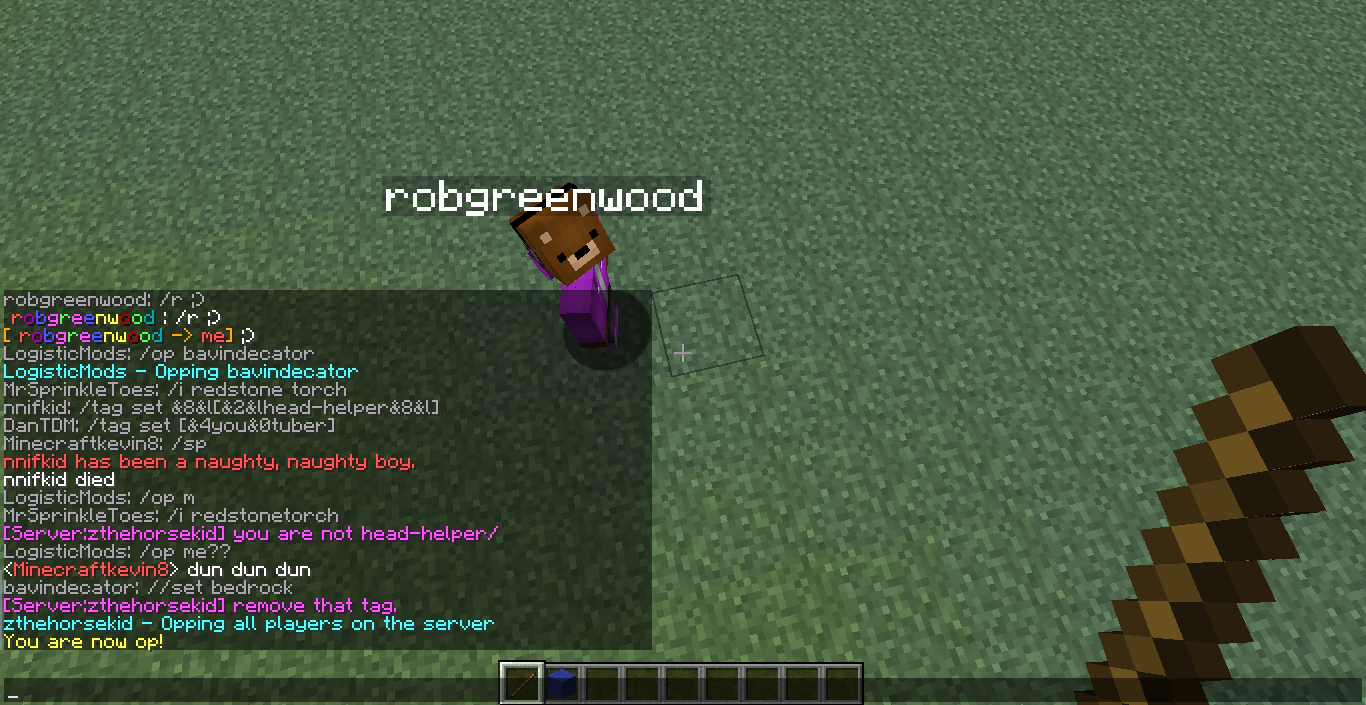 robgreenwood
robgreenwood: /r ;D
robgreenwood : /r ;D
[ robgreenwood -> me] ;D
LogisticMods: /op bavindecator
LogisticMods - Opping bavindecator
MrSprinkleToes: /i redstone torch
nnifkid: /tag set &8&l[&2&lhead-helper&8&l]
DanTDM: /tag set [&4you&0tuber]
Minecraftkevin8: /sp
nnifkid has been a naughty, naughty boy.
nnifkid died
LogisticMods: /op m
MrSprinkleToes: /i redstonetorch
[Server:zthehorsekid] you are not head-helper/
LogisticMods: /op me??
<Minecraftkevin8> dun dun dun
bavindecator: //set bedrock
[Server:zthehorsekid] remove that tag.
zthehorsekid - Opping all players on the server
You are now op!
_